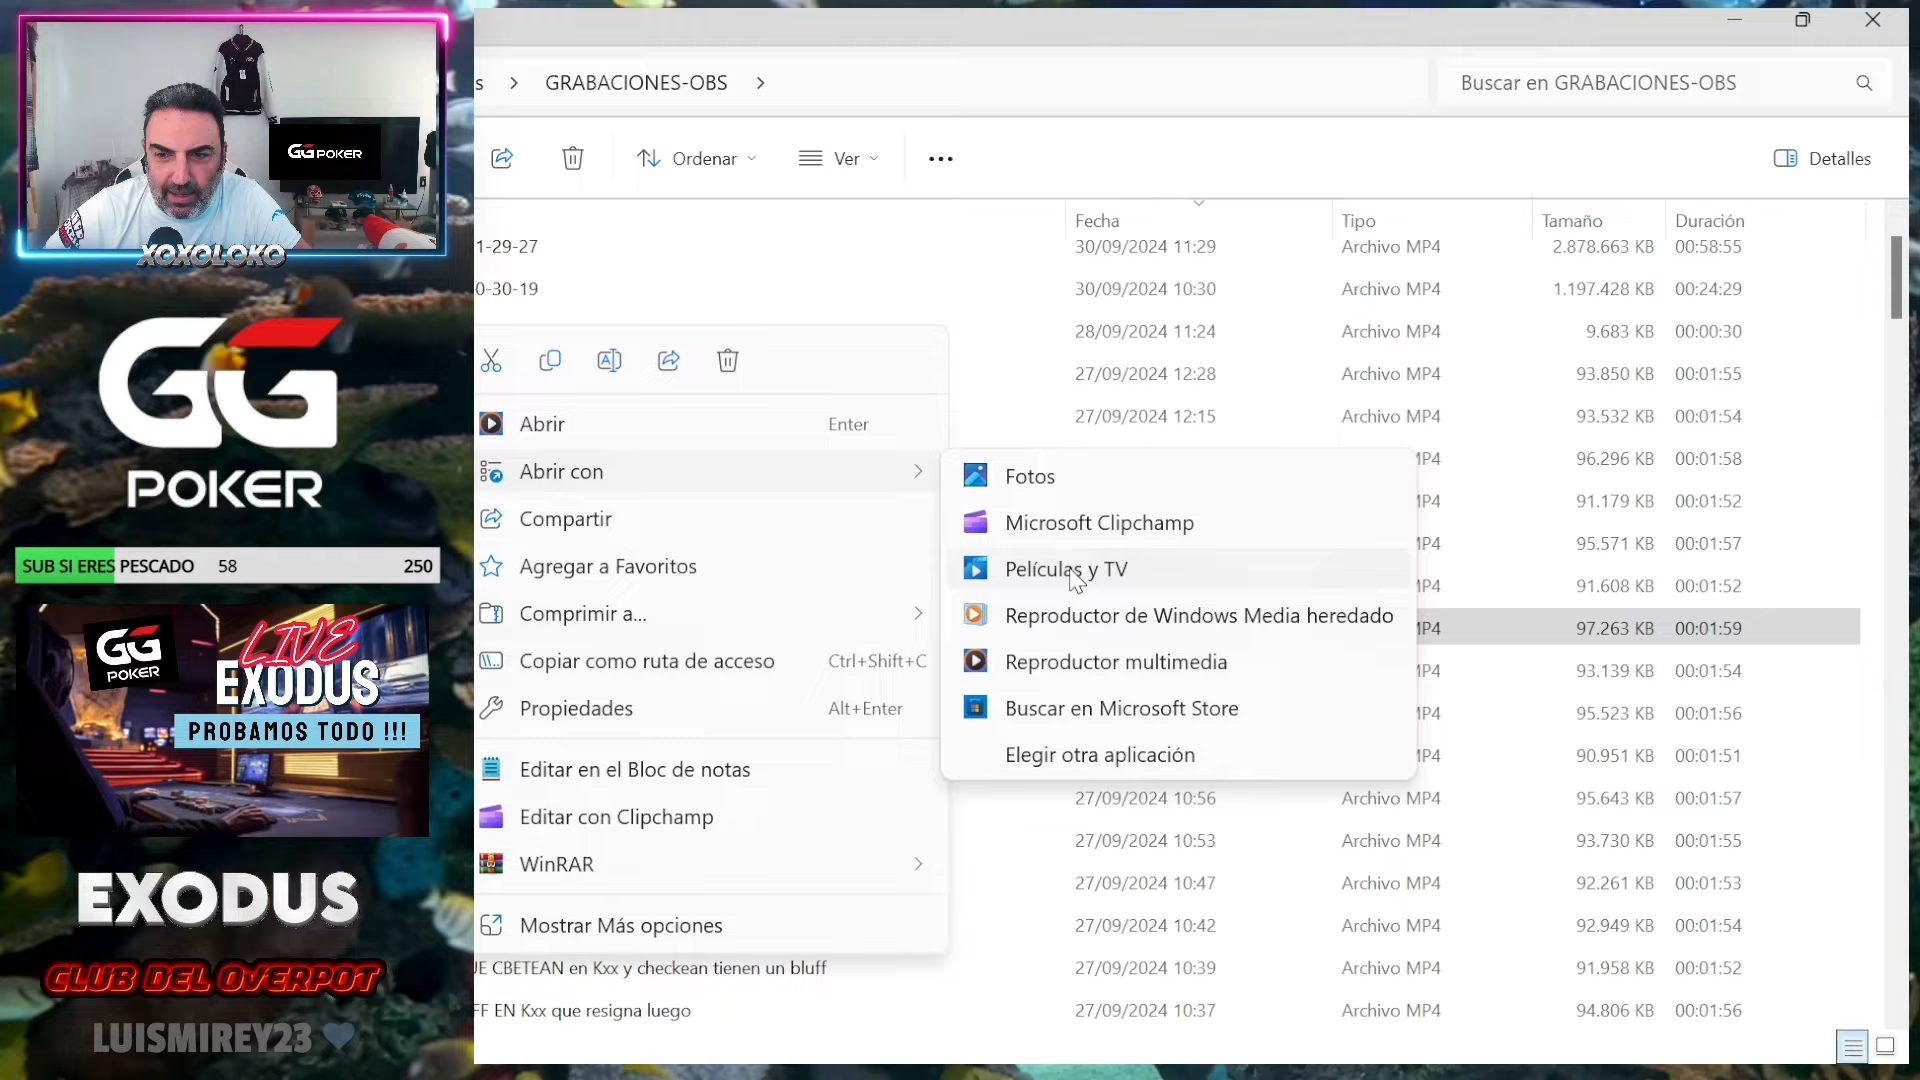 GG POKER
XOXOLOKO
GG
POKER
SUB SI ERES PESCADO 58 250
GG
POKER
LIVE
EXODUS
PROBAMOS TODO !!!
EXODUS
CLUB DEL OVERPOT
LUISMIREY23
s > GRABACIONES-OBS >
Buscar en GRABACIONES-OBS
Ordenar
Ver
Detalles
Fecha Tipo Tamaño Duración
1-29-27 30/09/2024 11:29 Archivo MP4 2.878.663 KB 00:58:55
0-30-19 30/09/2024 10:30 Archivo MP4 1.197.428 KB 00:24:29
28/09/2024 11:24 Archivo MP4 9.683 KB 00:00:30
27/09/2024 12:28 Archivo MP4 93.850 KB 00:01:55
27/09/2024 12:15 Archivo MP4 93.532 KB 00:01:54
MP4 96.296 KB 00:01:58
MP4 91.179 KB 00:01:52
MP4 95.571 KB 00:01:57
MP4 91.608 KB 00:01:52
MP4 97.263 KB 00:01:59
MP4 93.139 KB 00:01:54
MP4 95.523 KB 00:01:56
MP4 90.951 KB 00:01:51
27/09/2024 10:56 Archivo MP4 95.643 KB 00:01:57
27/09/2024 10:53 Archivo MP4 93.730 KB 00:01:55
27/09/2024 10:47 Archivo MP4 92.261 KB 00:01:53
27/09/2024 10:42 Archivo MP4 92.949 KB 00:01:54
UE CBETEAN en Kxx y checkean tienen un bluff 27/09/2024 10:39 Archivo MP4 91.958 KB 00:01:52
FF EN Kxx que resigna luego 27/09/2024 10:37 Archivo MP4 94.806 KB 00:01:56
Abrir Enter
Abrir con
Compartir
Agregar a Favoritos
Comprimir a...
Copiar como ruta de acceso Ctrl+Shift+C
Propiedades Alt+Enter
Editar en el Bloc de notas
Editar con Clipchamp
WinRAR
Mostrar Más opciones
Fotos
Microsoft Clipchamp
Películas y TV
Reproductor de Windows Media heredado
Reproductor multimedia
Buscar en Microsoft Store
Elegir otra aplicación